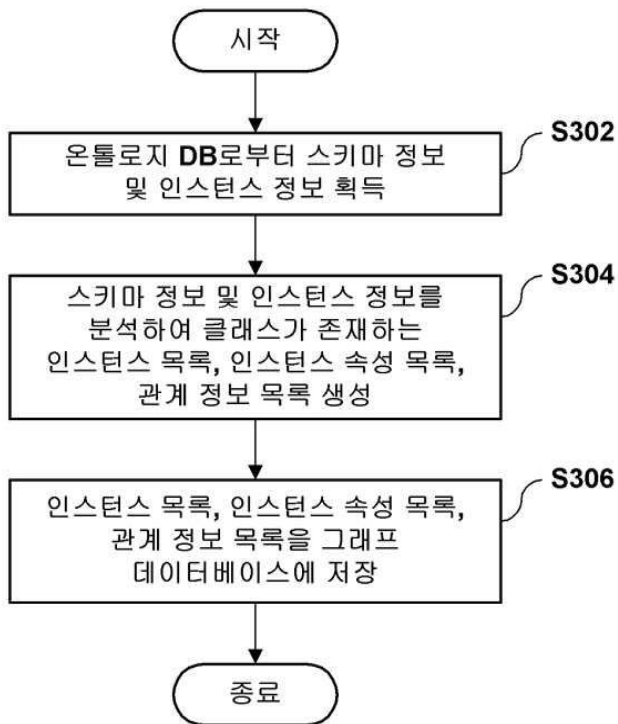 시작
S302
온톨로지 DB로부터 스키마 정보
및 인스턴스 정보 획득
S304
스키마 정보 및 인스턴스 정보를
분석하여 클래스가 존재하는
인스턴스 목록, 인스턴스 속성 목록,
관계 정보 목록 생성
S306
인스턴스 목록, 인스턴스 속성 목록,
관계 정보 목록을 그래프
데이터베이스에 저장
종료